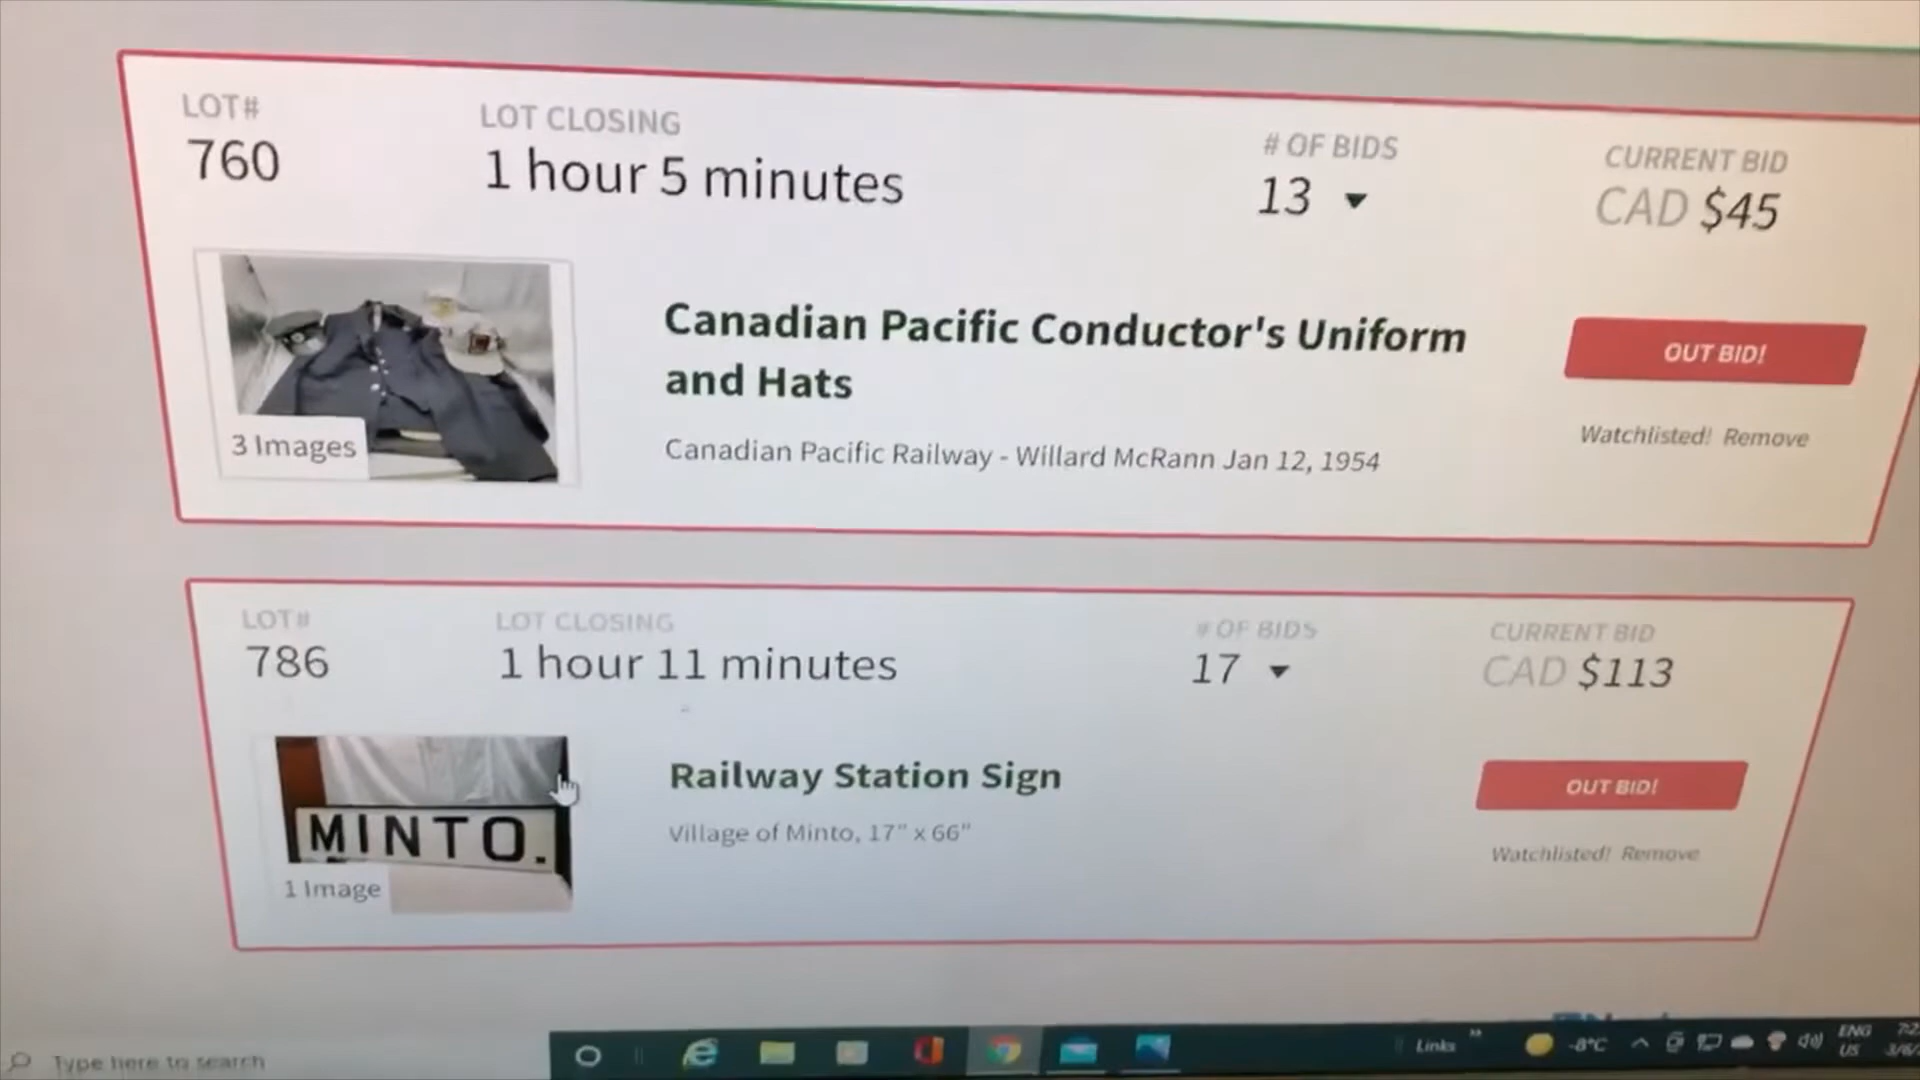 LOT#
760
LOT CLOSING
1 hour 5 minutes
# OF BIDS
13
CURRENT BID
CAD $45
3 Images
Canadian Pacific Conductor's Uniform
and Hats
Canadian Pacific Railway - Willard McRann Jan 12, 1954
OUT BID!
Watchlisted! Remove
LOT#
786
LOT CLOSING
1 hour 11 minutes
# OF BIDS
17
CURRENT BID
CAD $113
MINTO.
1 Image
Railway Station Sign
Village of Minto, 17" x 66"
OUT BID!
Watchlisted! Remove
Type here to search
Links
-8°C
ENG
US